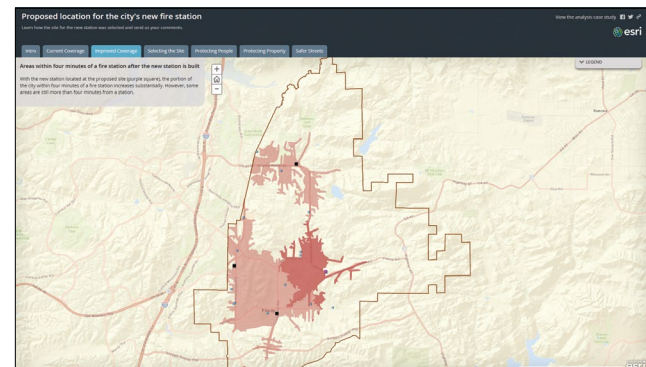 Proposed location for the city's new fire station
Learn how the site for the new station was selected and send us your comments.
View the analysis case study
esri
Intro
Current Coverage
Improved Coverage
Selecting the Site
Protecting People
Protecting Property
Safer Streets
Areas within four minutes of a fire station after the new station is built
With the new station located at the proposed site (purple square), the portion of
the city within four minutes of a fire station increases substantially. However, some
areas are still more than four minutes from a station.
+
−
LEGEND
esri